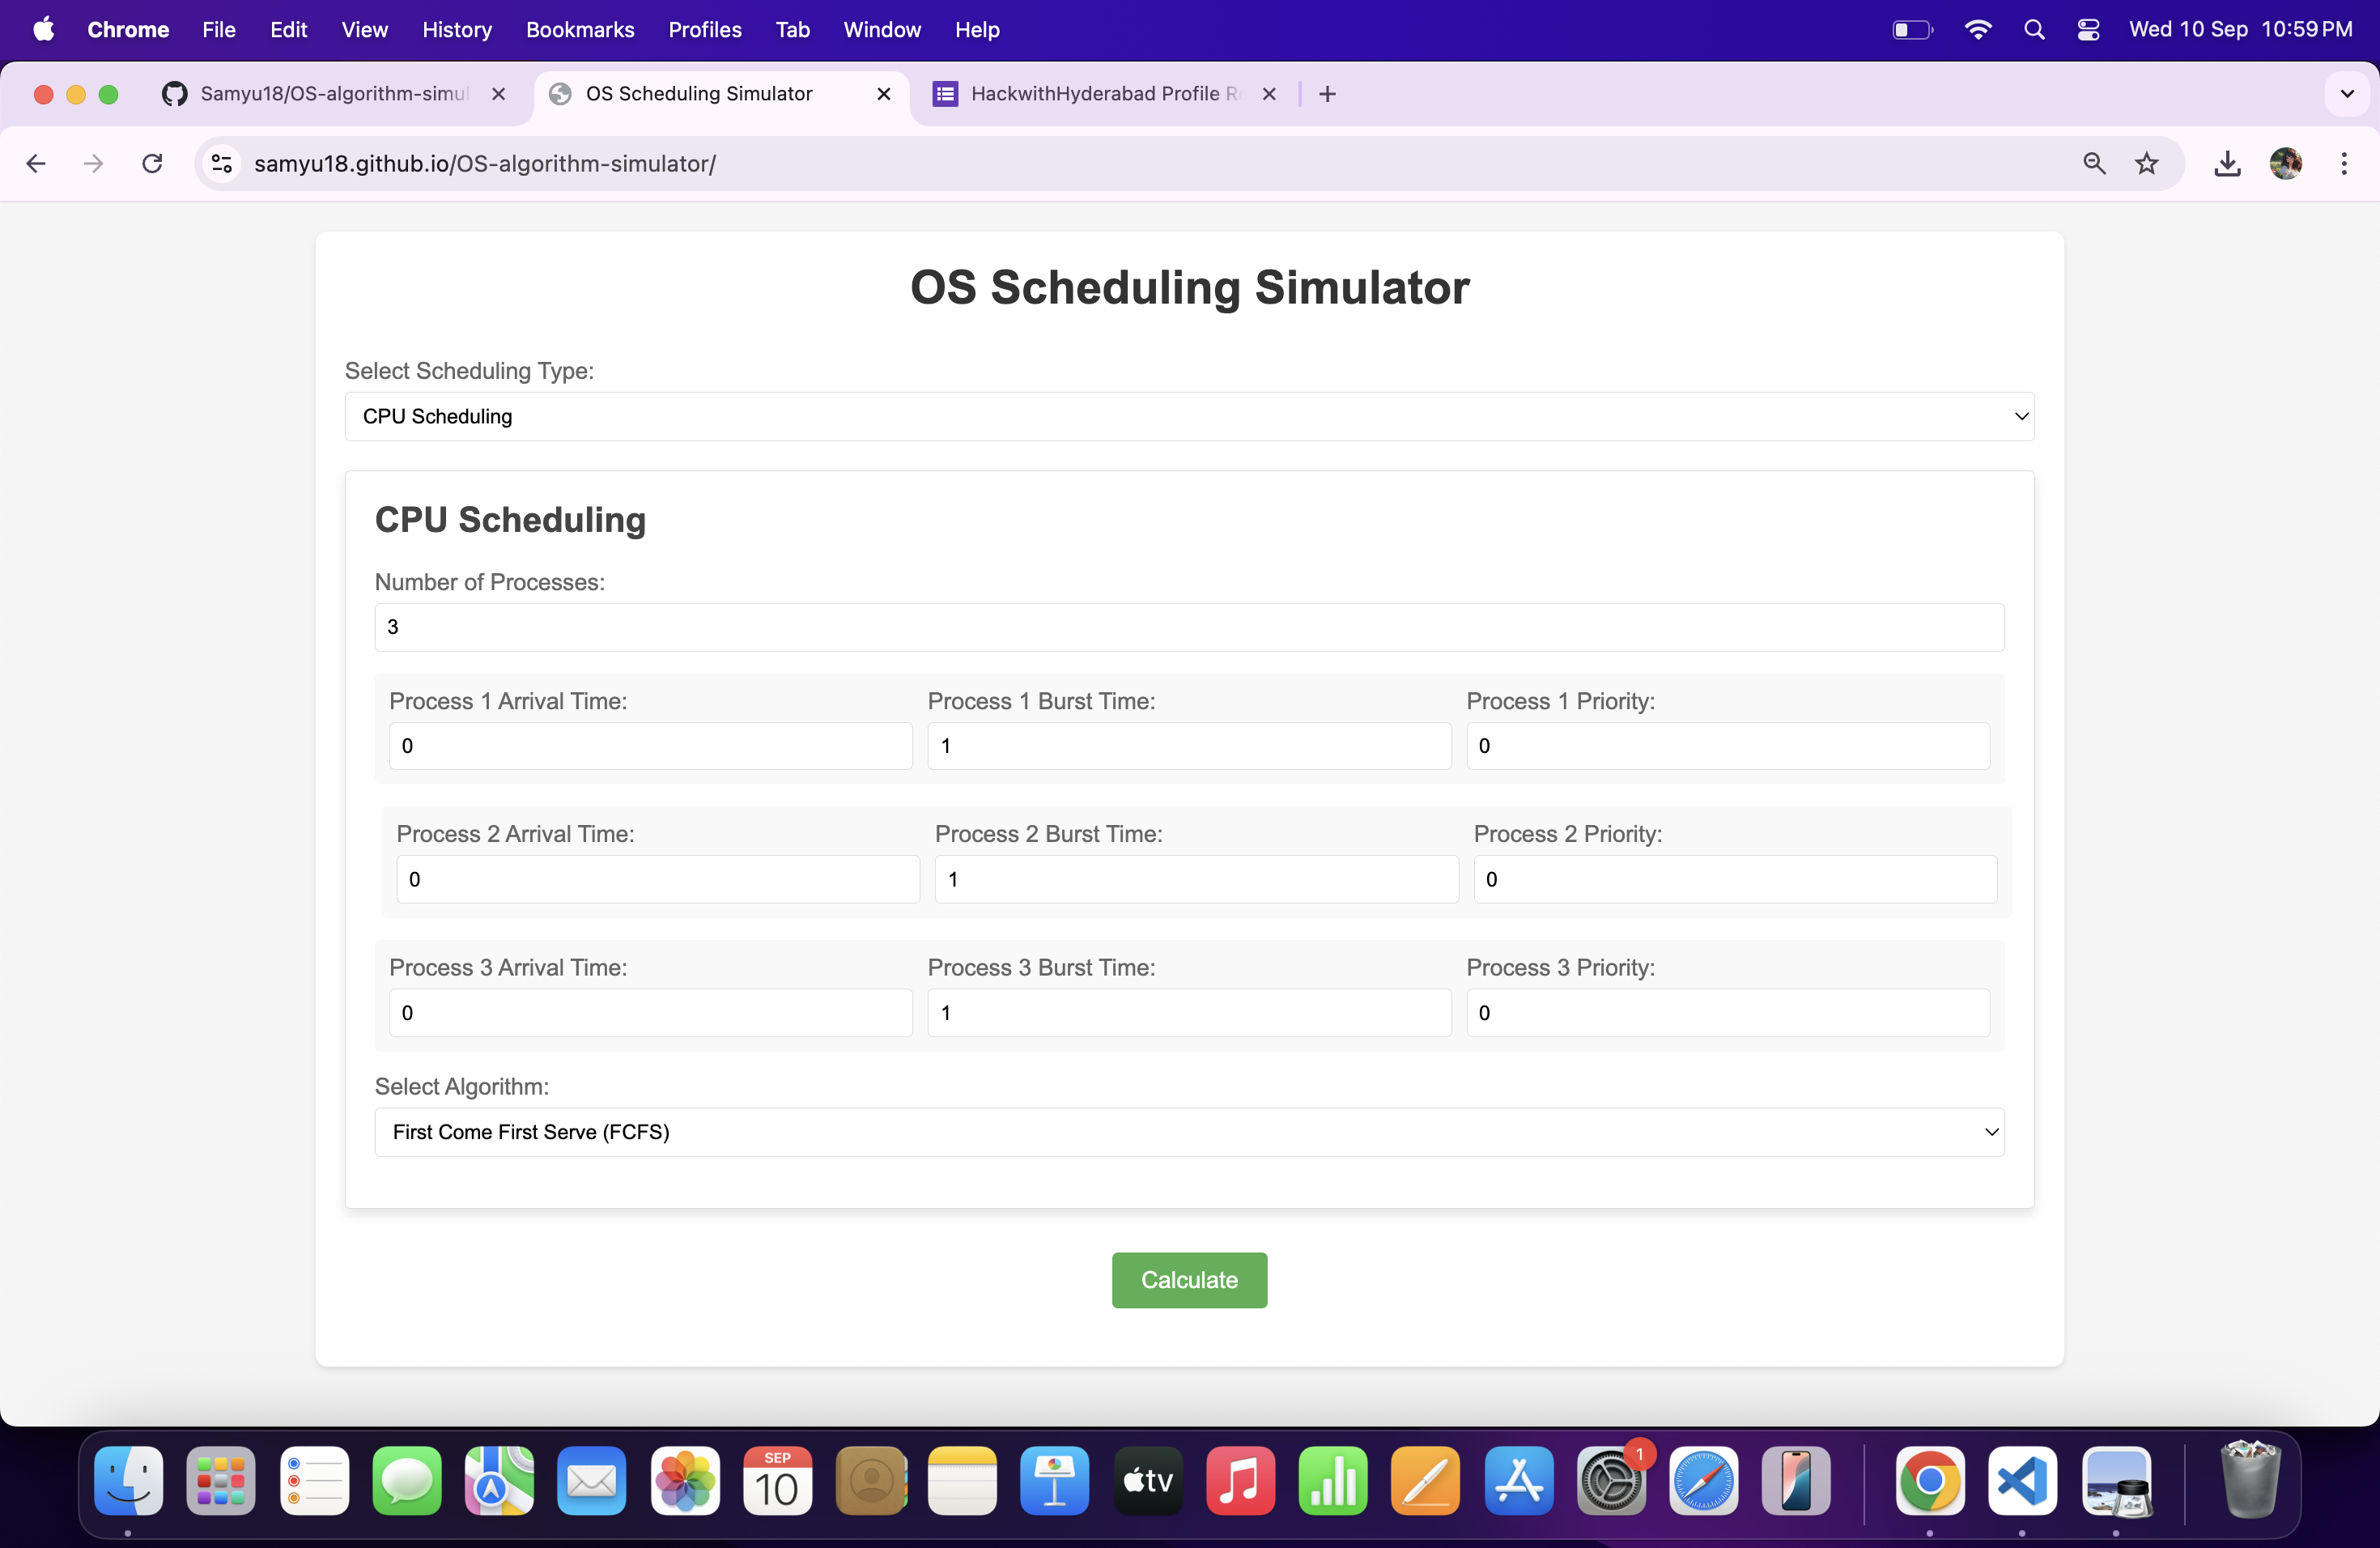 Chrome File Edit View History Bookmarks Profiles Tab Window Help Wed 10 Sep 10:59 PM
Samyu18/OS-algorithm-simul OS Scheduling Simulator HackwithHyderabad Profile R
samyu18.github.io/OS-algorithm-simulator/
OS Scheduling Simulator
Select Scheduling Type:
CPU Scheduling
CPU Scheduling
Number of Processes:
3
Process 1 Arrival Time: Process 1 Burst Time: Process 1 Priority:
0 1 0
Process 2 Arrival Time: Process 2 Burst Time: Process 2 Priority:
0 1 0
Process 3 Arrival Time: Process 3 Burst Time: Process 3 Priority:
0 1 0
Select Algorithm:
First Come First Serve (FCFS)
Calculate
SEP
10
tv
1